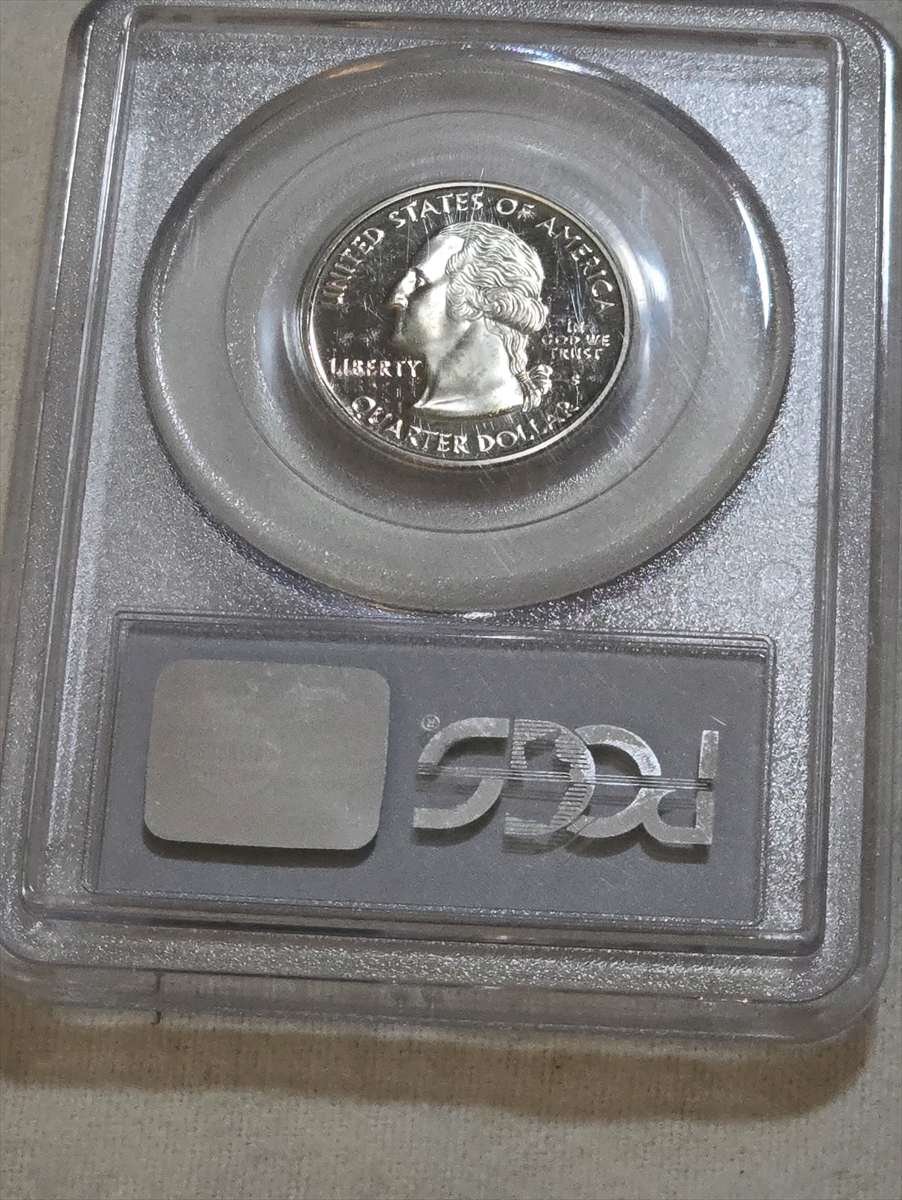 UNITED STATES OF AMERICA
LIBERTY
IN
GOD WE
TRUST
S
QUARTER DOLLAR
PCGS®